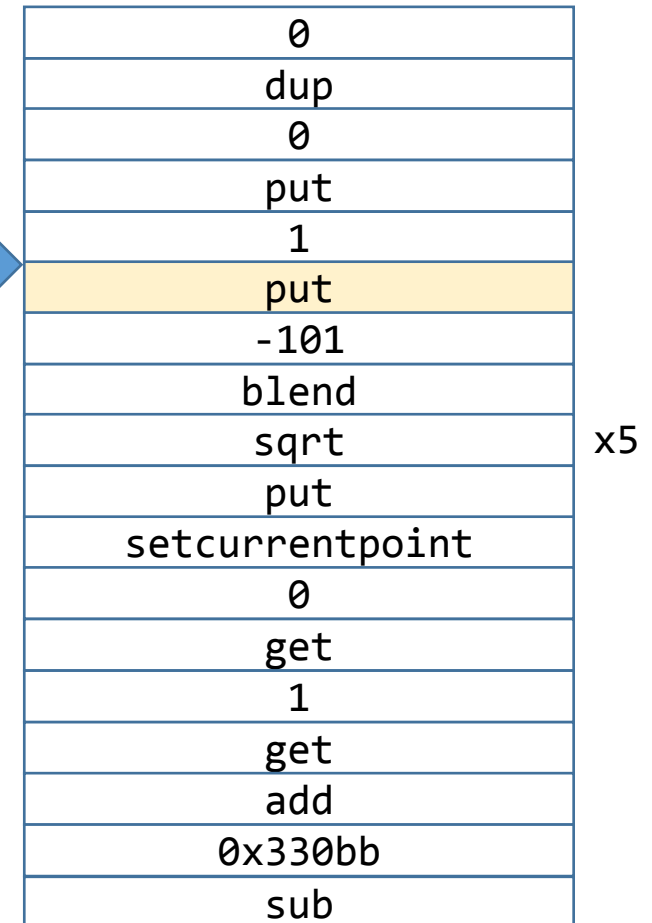 0
dup
0
put
1
put
-101
blend
sqrt x5
put
setcurrentpoint
0
get
1
get
add
0x330bb
sub